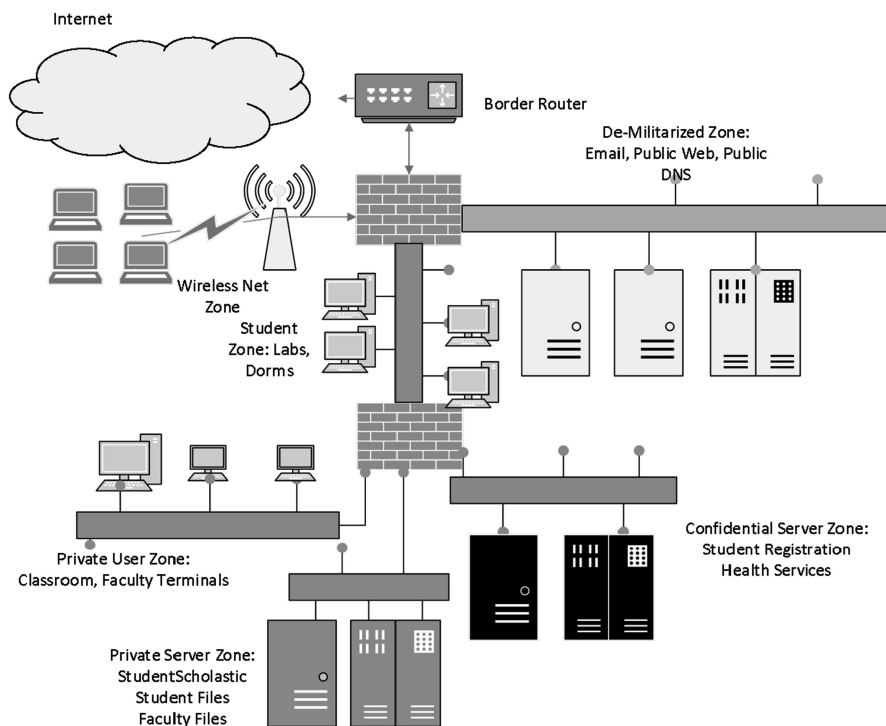 Internet
Border Router
De-Militarized Zone:
Email, Public Web, Public
DNS
Wireless Net
Zone
Student
Zone: Labs,
Dorms
Private User Zone:
Classroom, Faculty Terminals
Confidential Server Zone:
Student Registration
Health Services
Private Server Zone:
StudentScholastic
Student Files
Faculty Files